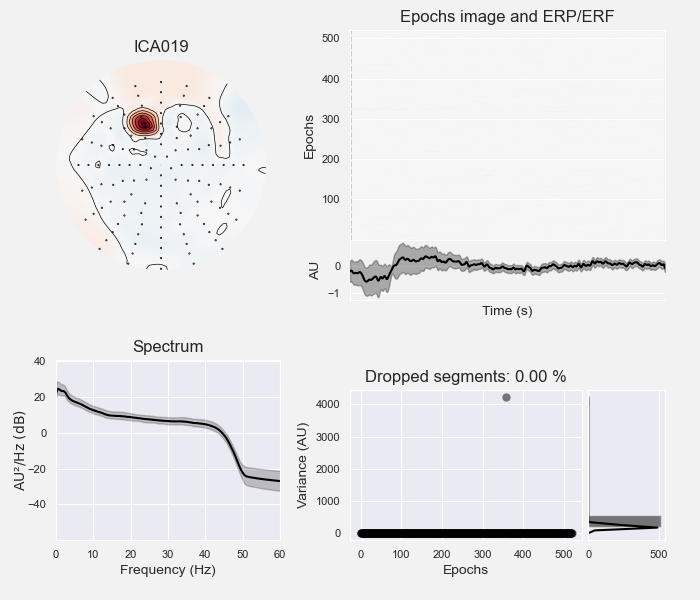 ICA019
Epochs image and ERP/ERF
500
400
300
200
100
Epochs
0
−1
AU
Time (s)
Spectrum
40
20
0
−20
−40
AU²/Hz (dB)
0 10 20 30 40 50 60
Frequency (Hz)
Dropped segments: 0.00 %
4000
3000
2000
1000
0
Variance (AU)
0 100 200 300 400 500
Epochs
0 500